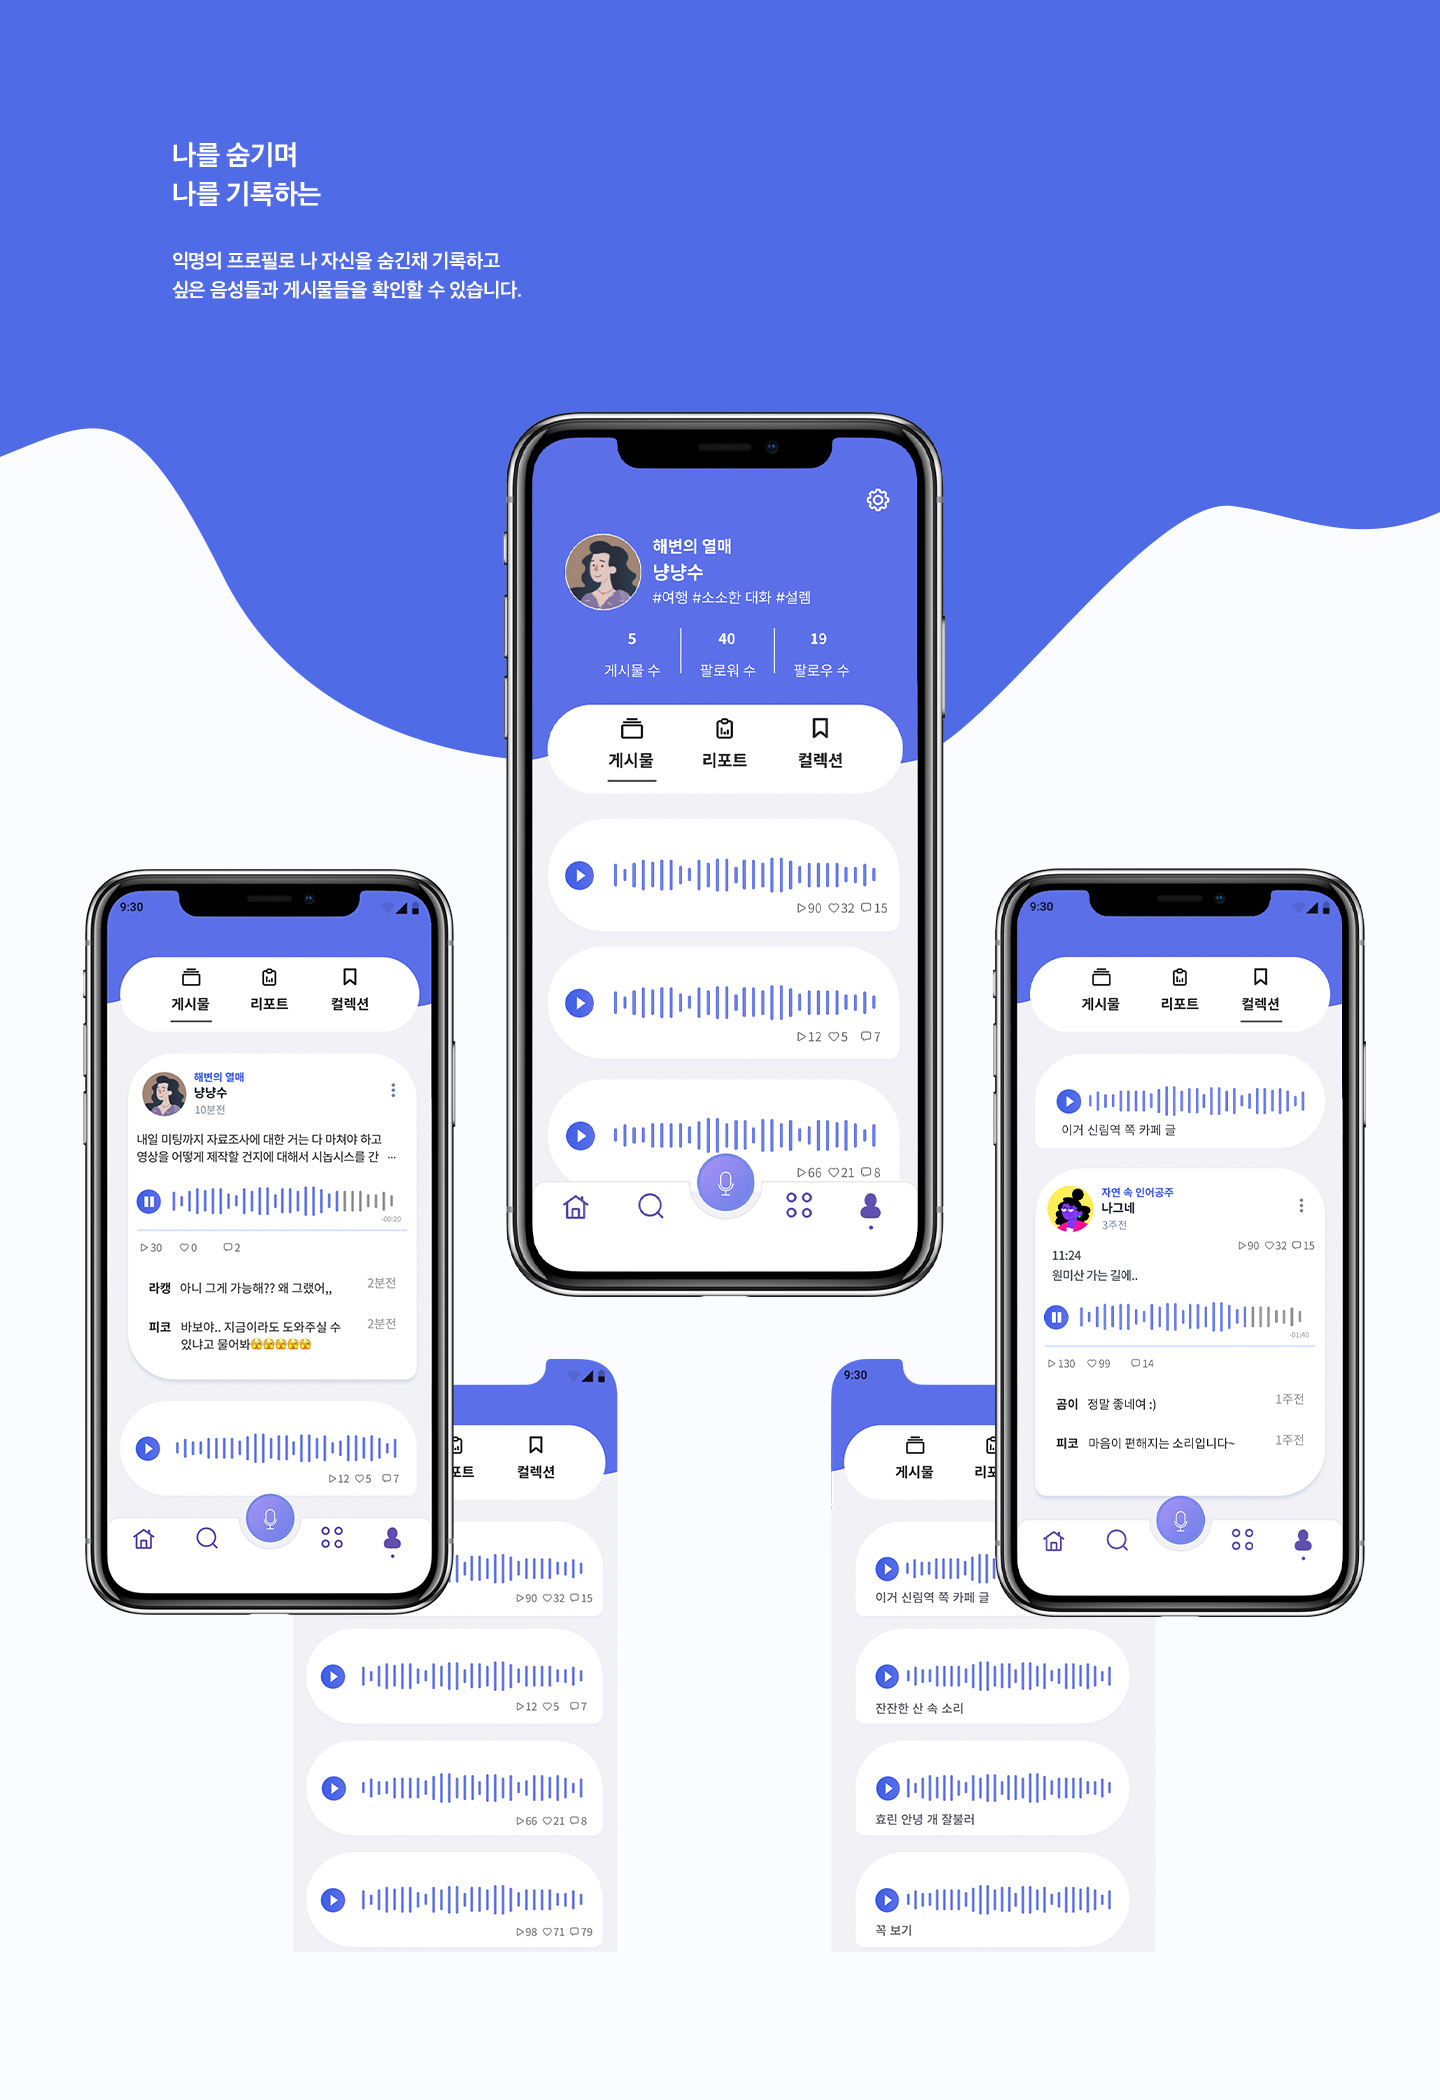 나를 숨기며
나를 기록하는
익명의 프로필로 나 자신을 숨긴채 기록하고
싶은 음성들과 게시물들을 확인할 수 있습니다.
해변의 열매
냥냥수
#여행 #소소한 대화 #설렘
5 40 19
게시물 수 팔로워 수 팔로우 수
게시물 리포트 컬렉션
90 32 15
12 5 7
66 21 8
9:30
게시물 리포트 컬렉션
해변의 열매
냥냥수
10분전
내일 미팅까지 자료조사에 대한 거는 다 마쳐야 하고
영상을 어떻게 제작할 건지에 대해서 시놉시스를 간 ...
-00:20
30 0 2
라캥 아니 그게 가능해?? 왜 그랬어,, 2분전
피코 바보야.. 지금이라도 도와주실 수 2분전
있냐고 물어봐🫣🫣🫣🫣🫣
12 5 7
9:30
게시물 리포트 컬렉션
이거 신림역 쪽 카페 글
자연 속 인어공주
나그네
3주전
90 32 15
11:24
원미산 가는 길에..
-01:40
130 99 14
곰이 정말 좋네여 :) 1주전
피코 마음이 편해지는 소리입니다~ 1주전
포트 컬렉션
90 32 15
12 5 7
66 21 8
98 71 79
9:30
게시물 리포
이거 신림역 쪽 카페 글
잔잔한 산 속 소리
효린 안녕 개 잘불러
꼭 보기